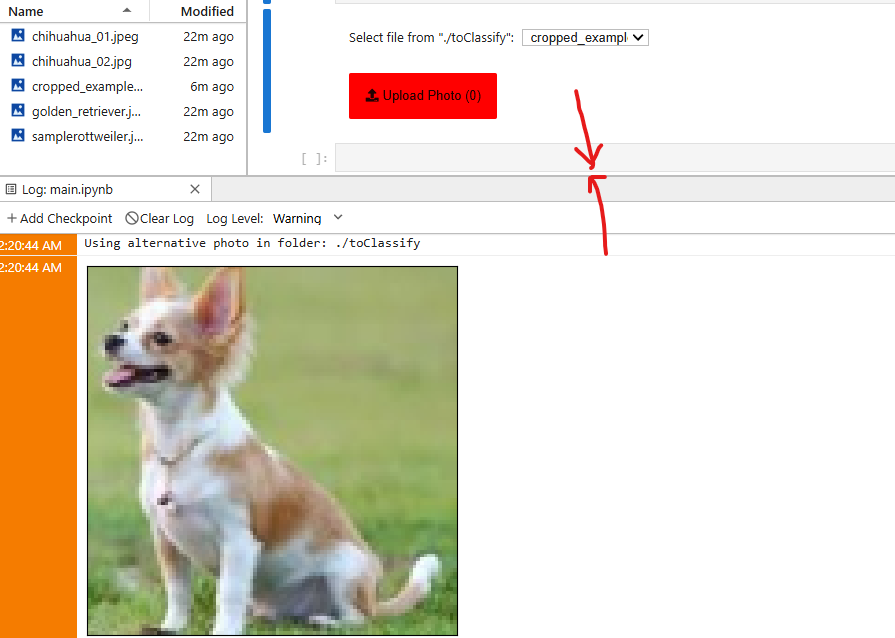 Name Modified
chihuahua_01.jpeg 22m ago
chihuahua_02.jpg 22m ago
cropped_example... 6m ago
golden_retriever.j... 22m ago
samplerottweiler.j... 22m ago
Select file from "./toClassify": cropped_exampl
Upload Photo (0)
[ ]:
Log: main.ipynb
Add Checkpoint Clear Log Log Level: Warning
2:20:44 AM Using alternative photo in folder: ./toClassify
2:20:44 AM